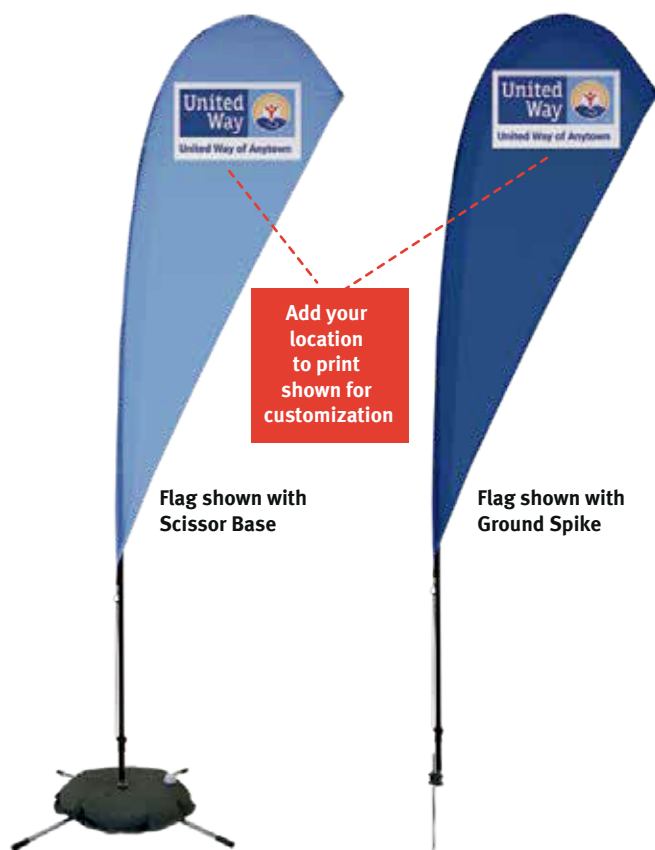 United
Way
United Way of Anytown
United
Way
United Way of Anytown
Add your
location
to print
shown for
customization
Flag shown with
Scissor Base
Flag shown with
Ground Spike